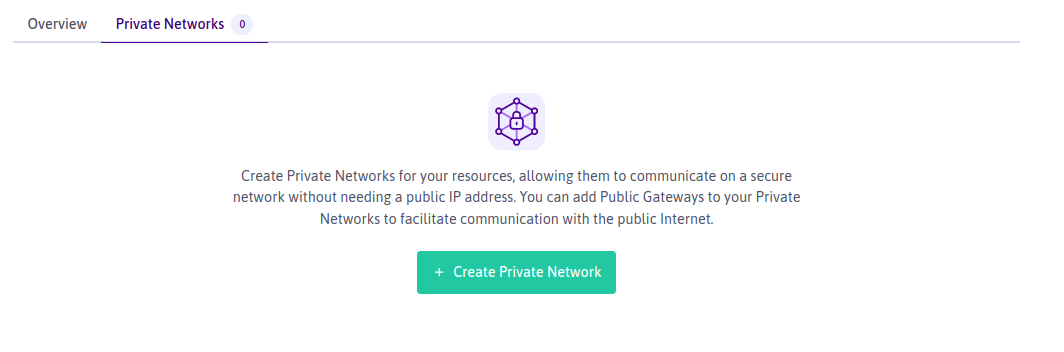 Overview Private Networks 0
Create Private Networks for your resources, allowing them to communicate on a secure
network without needing a public IP address. You can add Public Gateways to your Private
Networks to facilitate communication with the public Internet.
+ Create Private Network